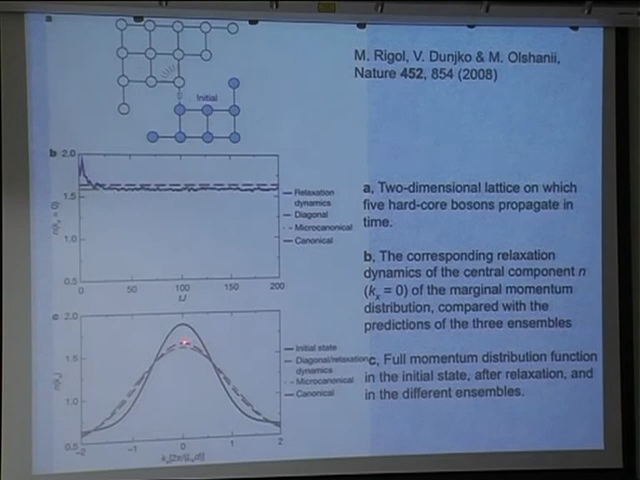 a
M. Rigol, V. Dunjko & M. Olshanii,
Nature 452, 854 (2008)
Initial
b
2.0
1.5
1.0
0.5
n(kx = 0)
0
50
100
150
200
tJ
Relaxation
dynamics
Diagonal
Microcanonical
Canonical
a, Two-dimensional lattice on which
five hard-core bosons propagate in
time.
b, The corresponding relaxation
dynamics of the central component n
(kx = 0) of the marginal momentum
distribution, compared with the
predictions of the three ensembles
c
2.0
1.5
1.0
0.5
n(kx)
-2
-1
0
1
2
Initial state
Diagonal/relaxation
dynamics
Microcanonical
Canonical
c, Full momentum distribution function
in the initial state, after relaxation, and
in the different ensembles.